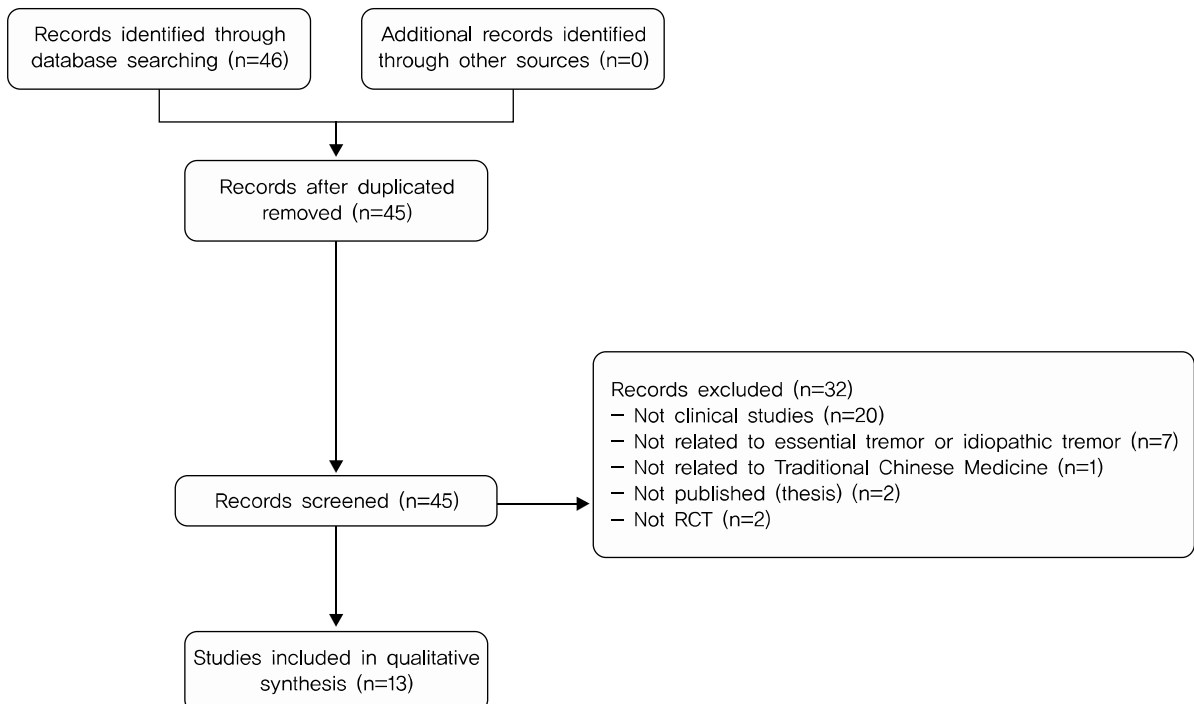 Records identified through
database searching (n=46)
Additional records identified
through other sources (n=0)
Records after duplicated
removed (n=45)
Records excluded (n=32)
– Not clinical studies (n=20)
– Not related to essential tremor or idiopathic tremor (n=7)
– Not related to Traditional Chinese Medicine (n=1)
– Not published (thesis) (n=2)
– Not RCT (n=2)
Records screened (n=45)
Studies included in qualitative
synthesis (n=13)